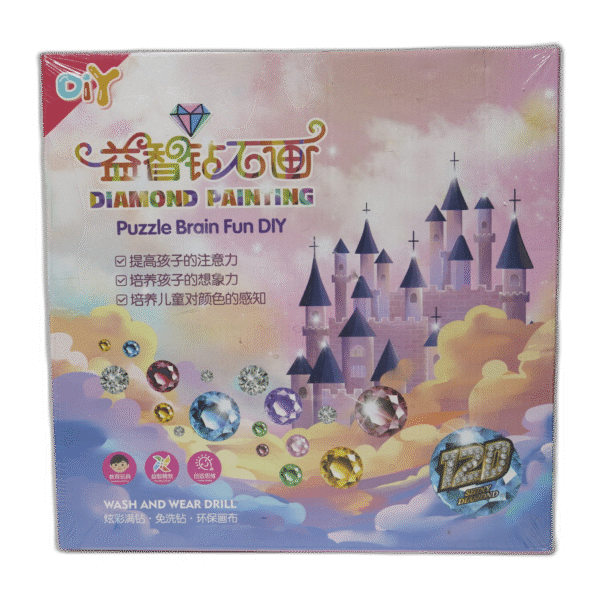 DIY
益智钻石画
DIAMOND PAINTING
Puzzle Brain Fun DIY
提高孩子的注意力
培养孩子的想象力
培养儿童对颜色的感知
WASH AND WEAR DRILL
炫彩满钻·免洗钻·环保画布
12D
SHINY DIAMOND